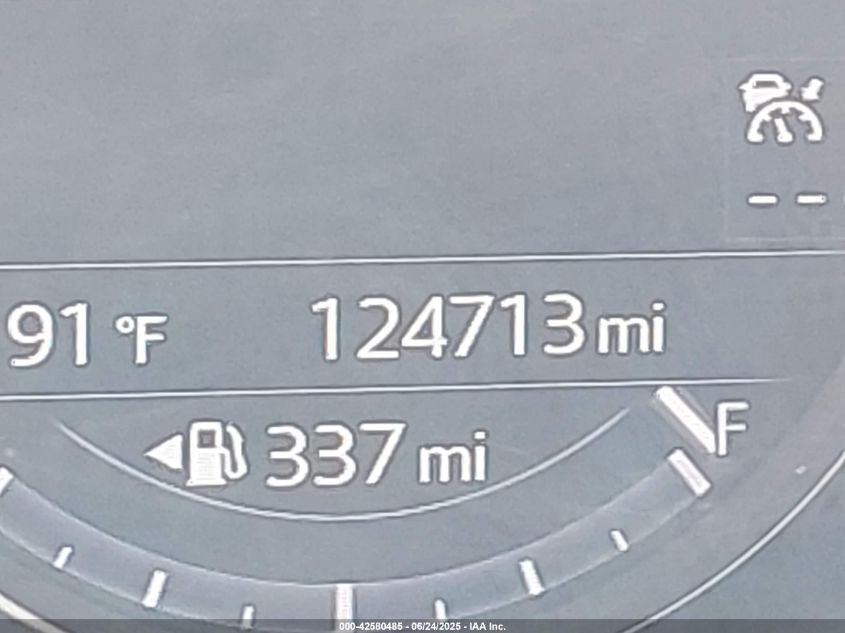 -- 
91 °F 124713 mi
337 mi F
000-42580485 - 06/24/2025 - IAA Inc.